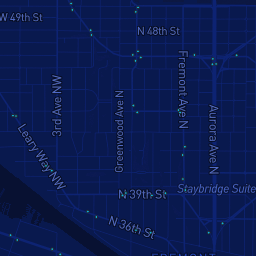 W 49th St
N 48th St
3rd Ave NW
Greenwood Ave N
Fremont Ave N
Aurora Ave N
Leary Way NW
N 39th St
Staybridge Suite
N 36th St
FREMONT